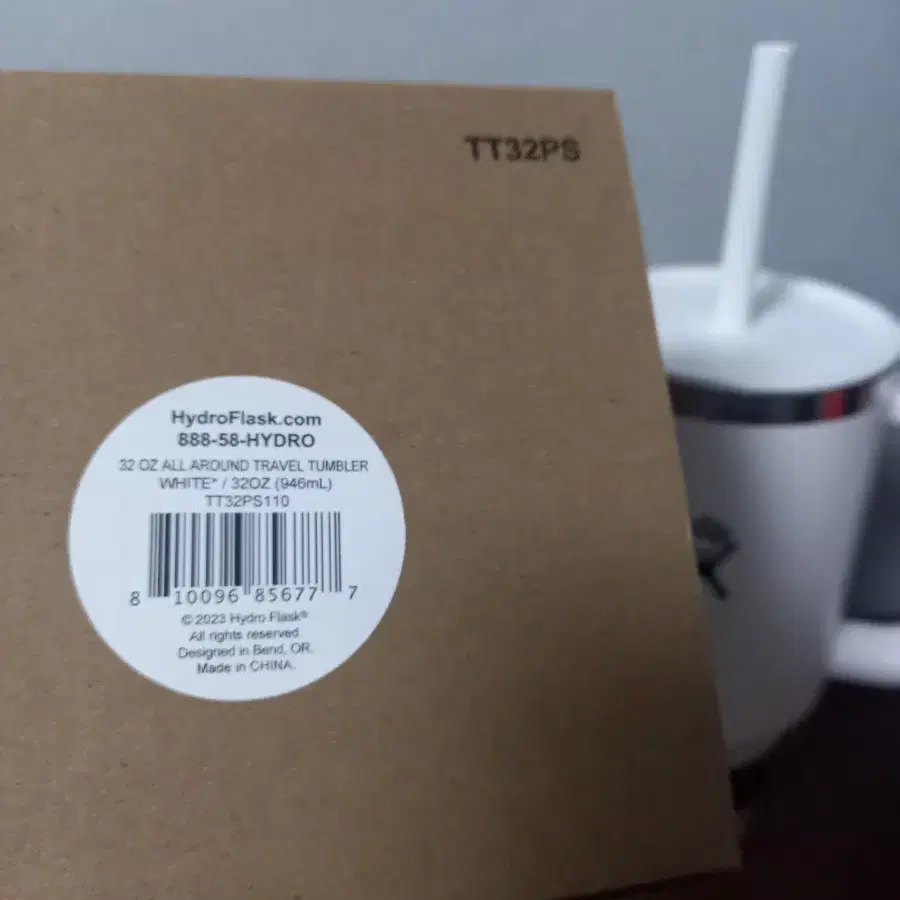 TT32PS
HydroFlask.com
888-58-HYDRO
32 OZ ALL AROUND TRAVEL TUMBLER
WHITE* / 32OZ (946mL)
TT32PS110
8 10096 85677 7
© 2023 Hydro Flask®
All rights reserved.
Designed in Bend, OR.
Made in CHINA.